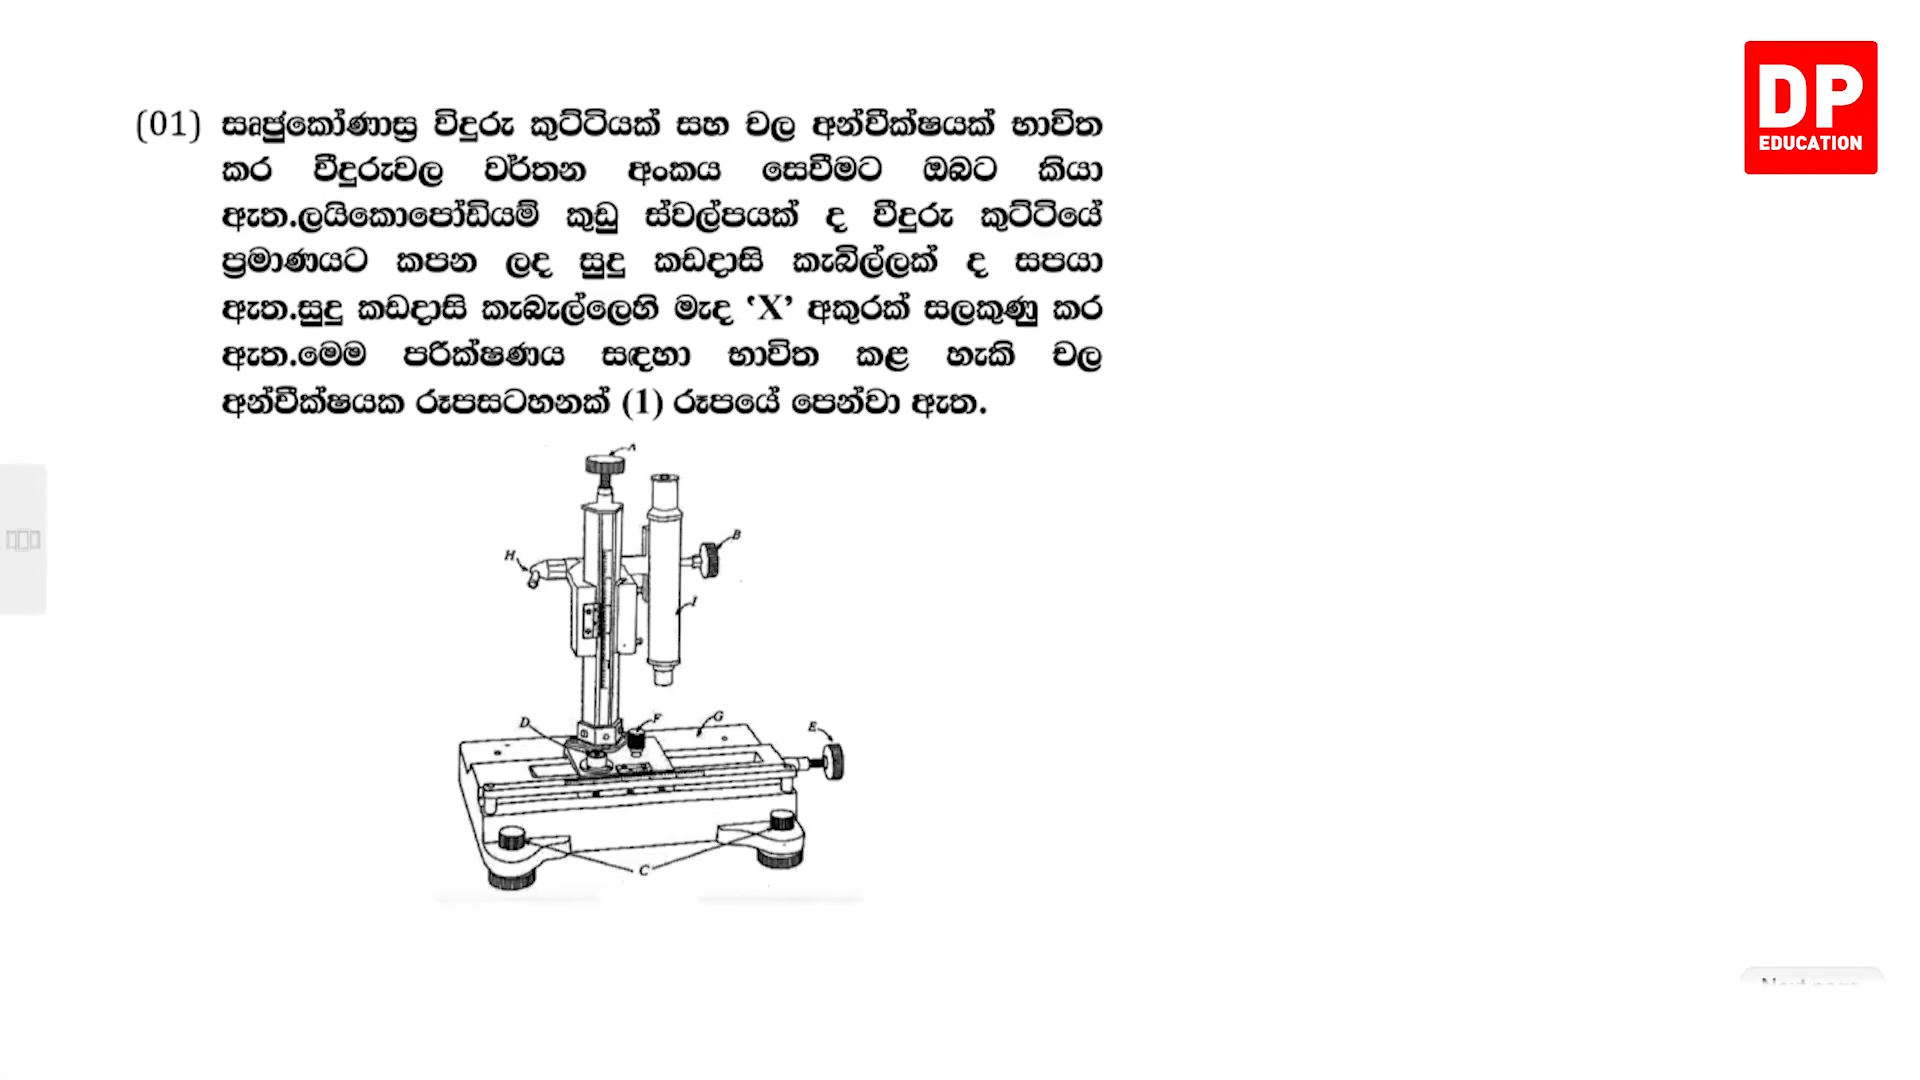 DP
EDUCATION
(01) සෘජුකෝණාස්‍ර විදුරු කුට්ටියක් සහ චල අන්වීක්ෂයක් භාවිත
කර වීදුරුවල වර්තන අංකය සෙවීමට ඔබට කියා
ඇත.ලයිකොපෝඩියම් කුඩු ස්වල්පයක් ද වීදුරු කුට්ටියේ
ප්‍රමාණයට කපන ලද සුදු කඩදාසි කැබිල්ලක් ද සපයා
ඇත.සුදු කඩදාසි කැබැල්ලෙහි මැද ‘X’ අකුරක් සලකුණු කර
ඇත.මෙම පරීක්ෂණය සඳහා භාවිත කළ හැකි චල
අන්වීක්ෂයක රූපසටහනක් (1) රූපයේ පෙන්වා ඇත.
A
B
H
I
D
F
G
E
C